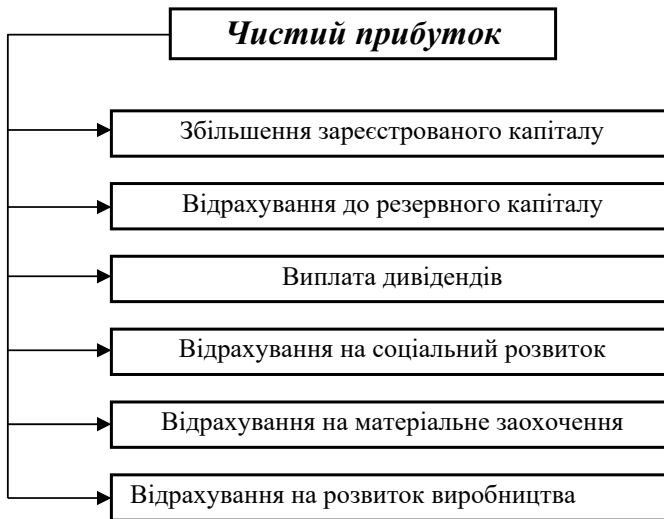 Чистий прибуток
Збільшення зареєстрованого капіталу
Відрахування до резервного капіталу
Виплата дивідендів
Відрахування на соціальний розвиток
Відрахування на матеріальне заохочення
Відрахування на розвиток виробництва